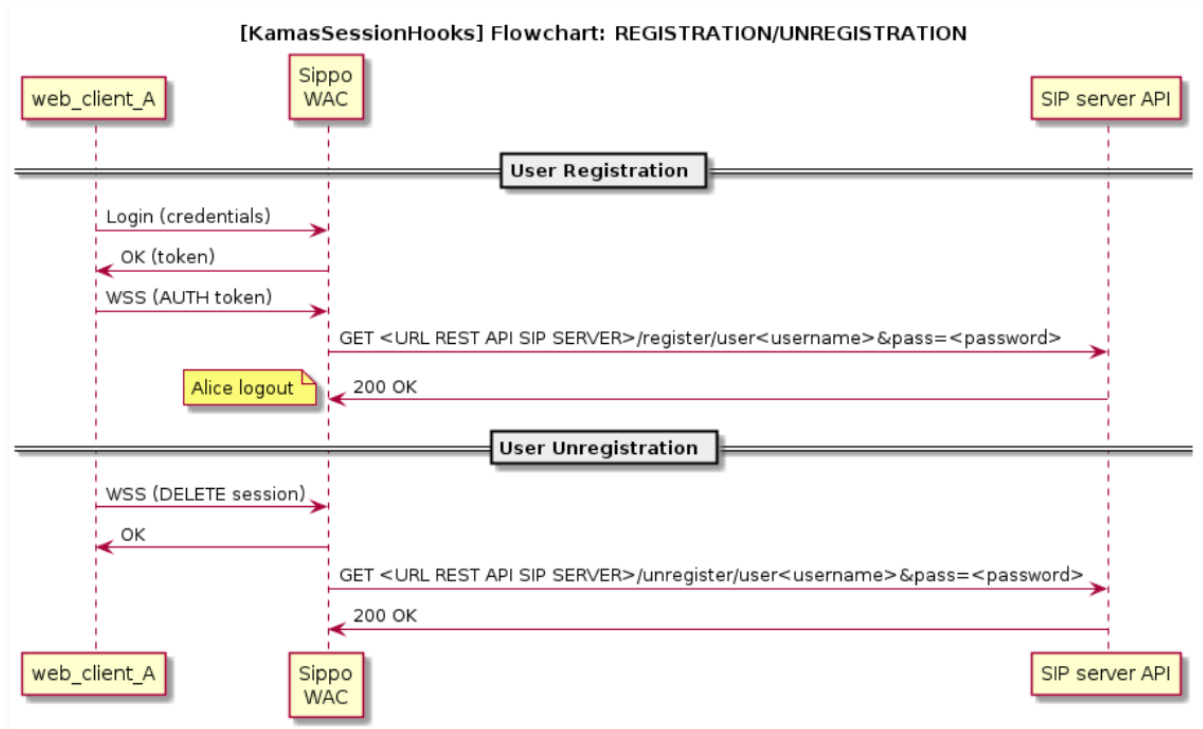 [KamasSessionHooks] Flowchart: REGISTRATION/UNREGISTRATION
web_client_A
Sippo
WAC
SIP server API
User Registration
Login (credentials)
OK (token)
WSS (AUTH token)
GET <URL REST API SIP SERVER>/register/user<username>&pass=<password>
Alice logout
200 OK
User Unregistration
WSS (DELETE session)
OK
GET <URL REST API SIP SERVER>/unregister/user<username>&pass=<password>
200 OK
web_client_A
Sippo
WAC
SIP server API